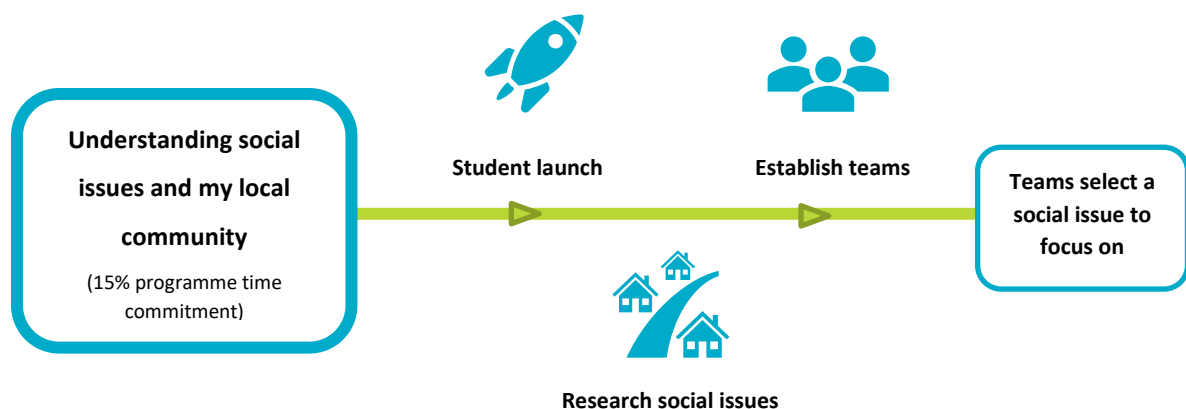 Understanding social
issues and my local
community
(15% programme time
commitment)
Student launch
Research social issues
Establish teams
Teams select a
social issue to
focus on